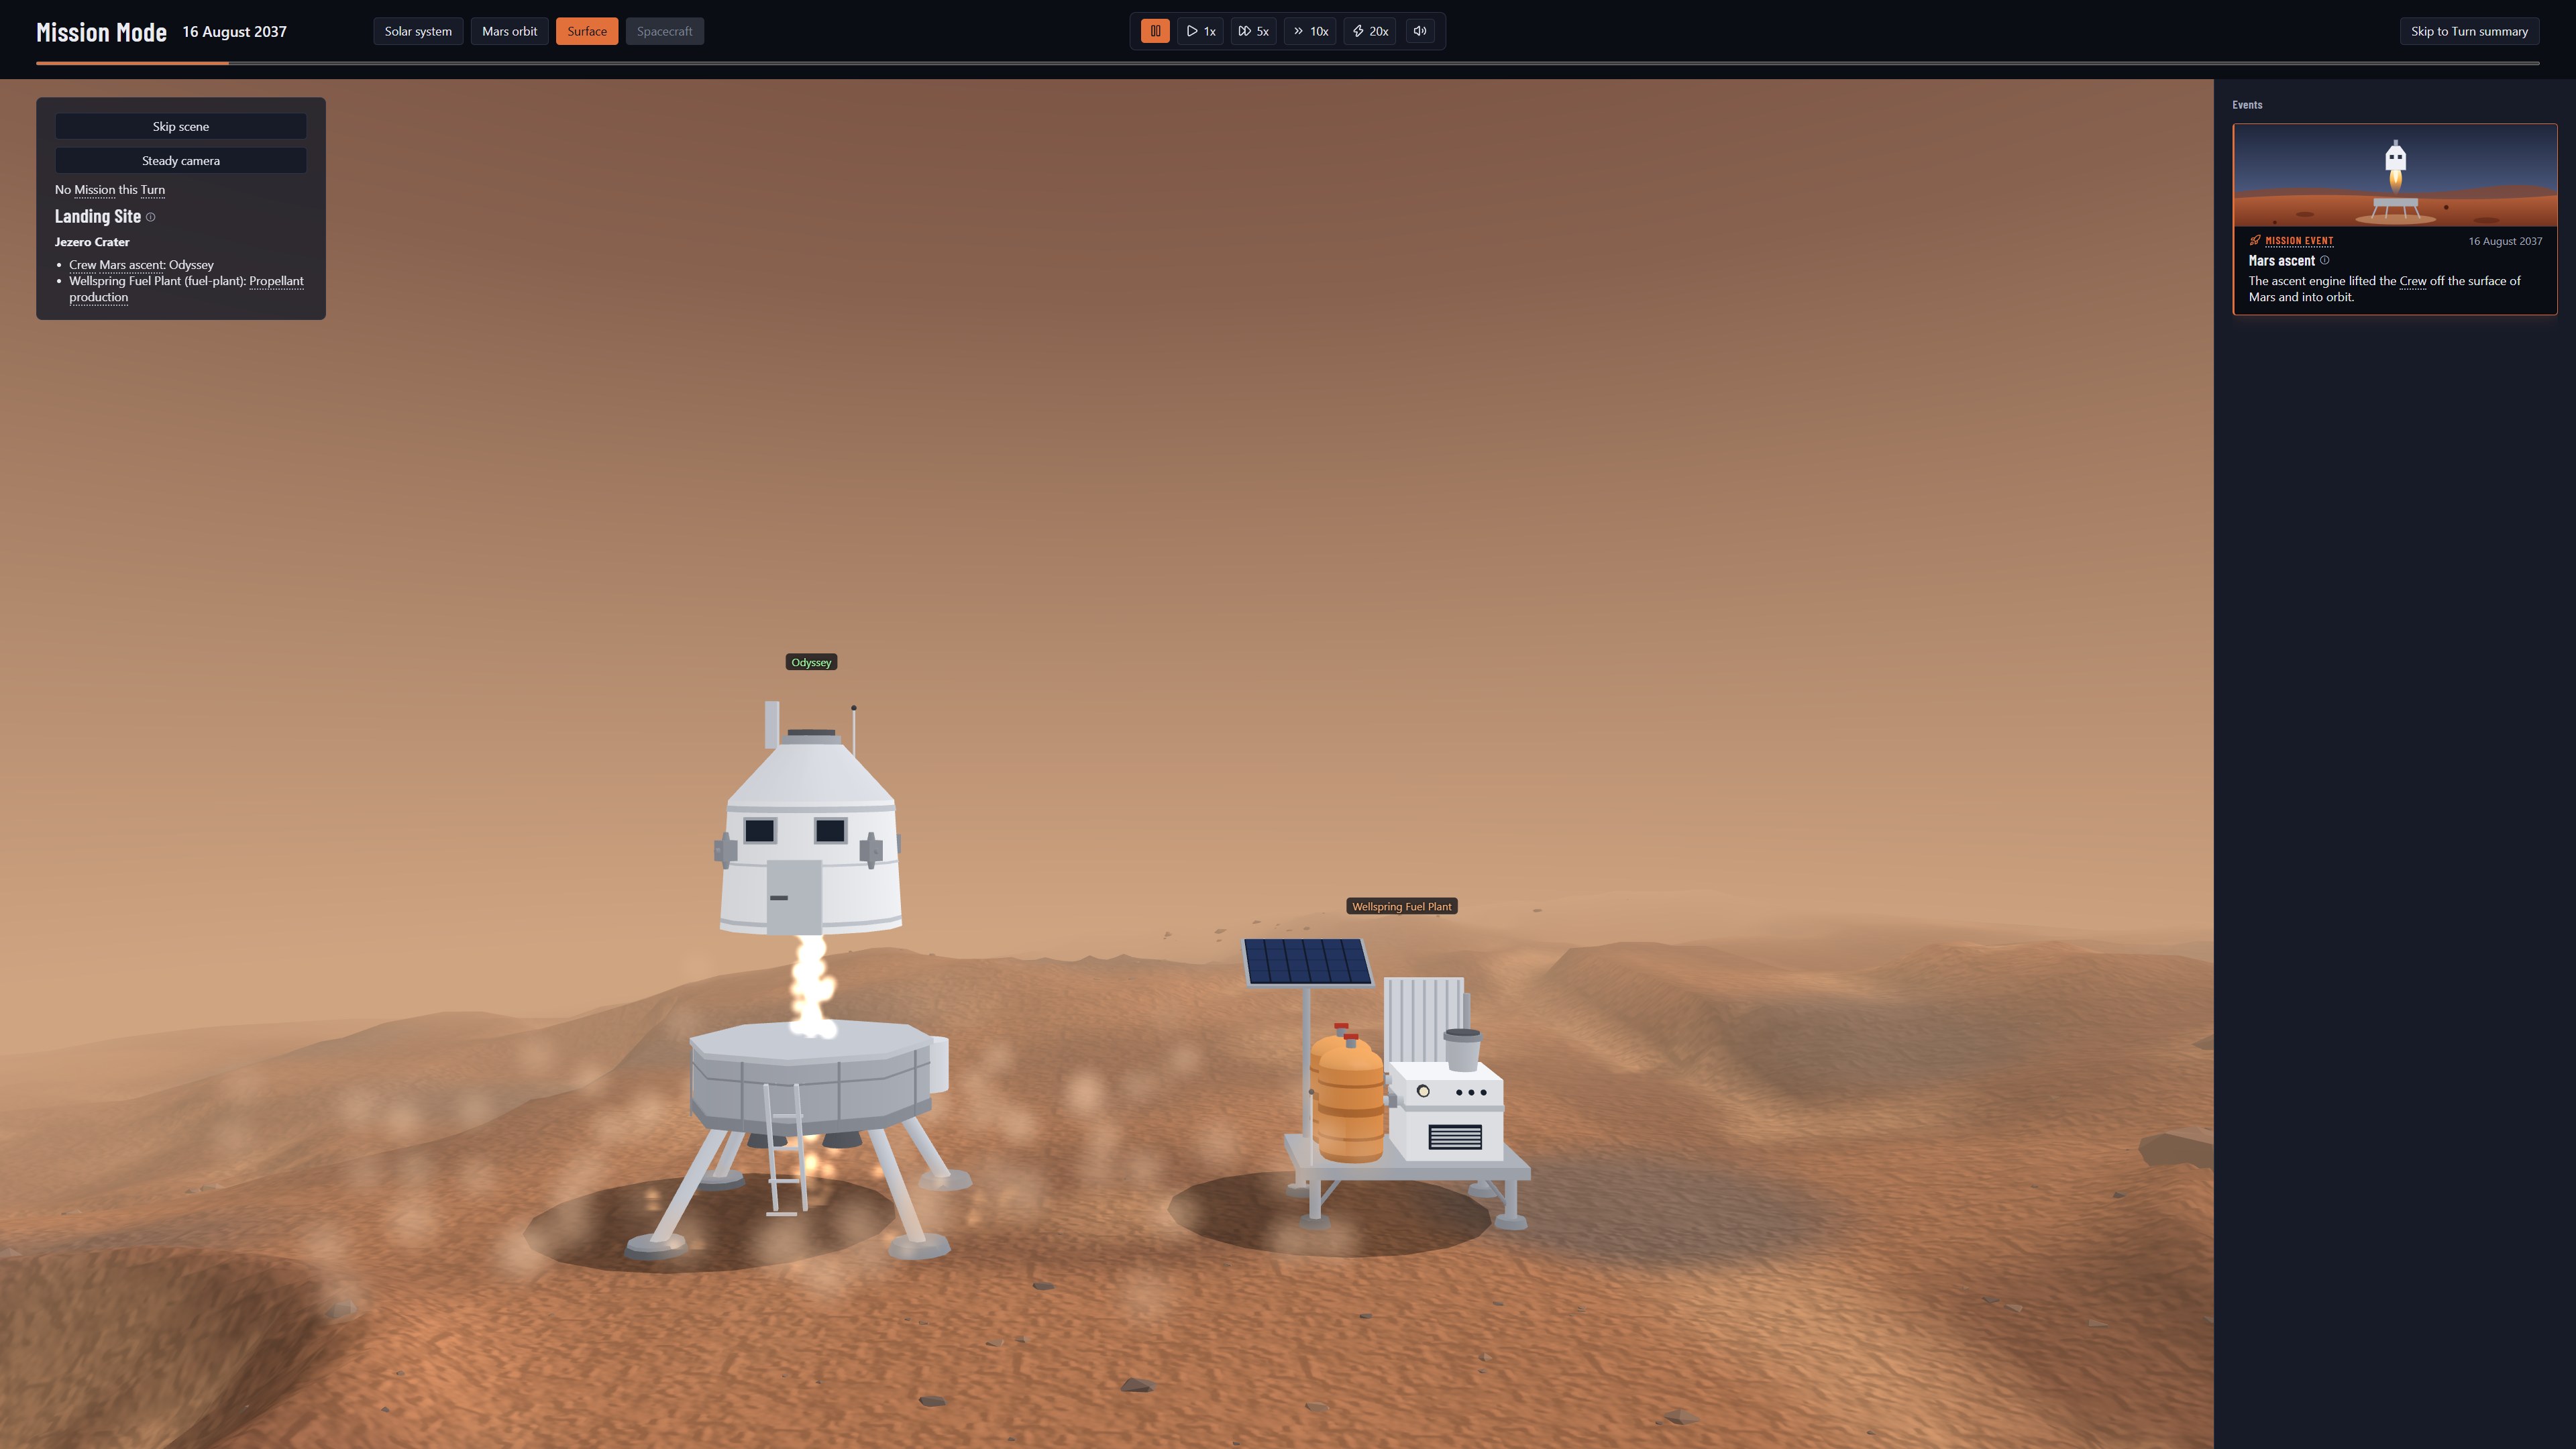 Mission Mode 16 August 2037 Solar system Mars orbit Surface Spacecraft 1x 5x 10x 20x Skip to Turn summary
Skip scene
Steady camera
No Mission this Turn
Landing Site
Jezero Crater
• Crew Mars ascent: Odyssey
• Wellspring Fuel Plant (fuel-plant): Propellant
production
Odyssey
Wellspring Fuel Plant
Events
MISSION EVENT 16 August 2037
Mars ascent
The ascent engine lifted the Crew off the surface of
Mars and into orbit.